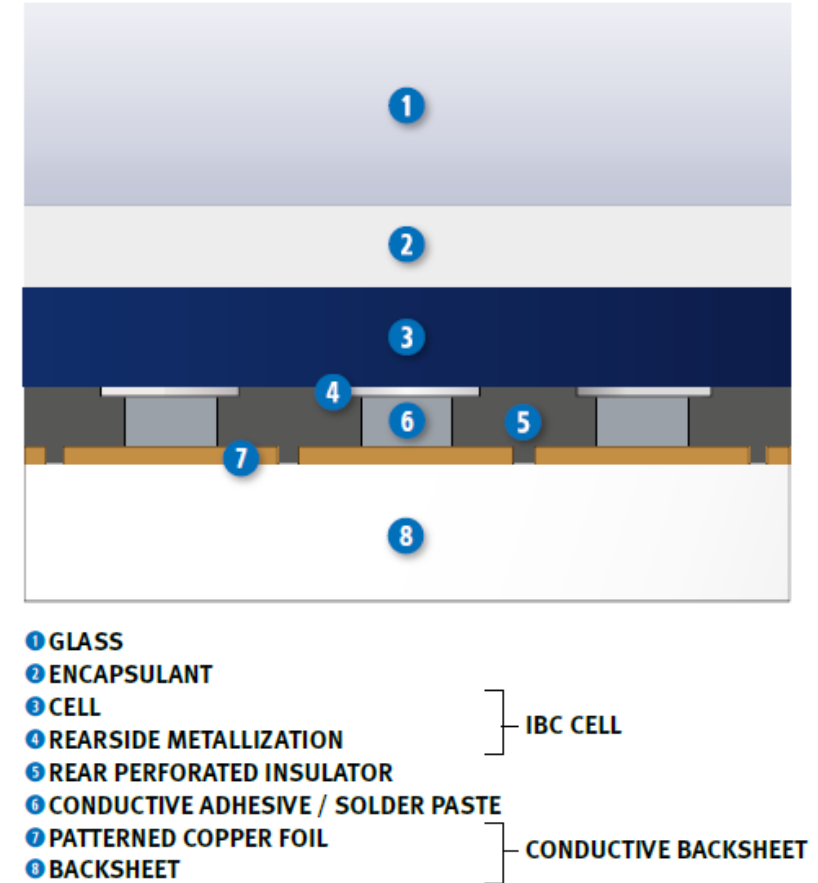 1
2
3
4
6
5
7
8
1 GLASS
2 ENCAPSULANT
3 CELL
IBC CELL
4 REARSIDE METALLIZATION
5 REAR PERFORATED INSULATOR
6 CONDUCTIVE ADHESIVE / SOLDER PASTE
7 PATTERNED COPPER FOIL
CONDUCTIVE BACKSHEET
8 BACKSHEET